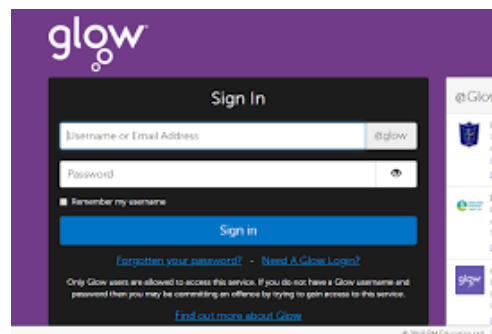 glow
Sign In
@Glow
Username or Email Address
@glow
Password
Remember my username
Sign in
Forgotten your password? - Need A Glow Login?
Only Glow users are allowed to access this service. If you do not have a Glow username and
password then you may be committing an offence by trying to gain access to this service.
Find out more about Glow
glow